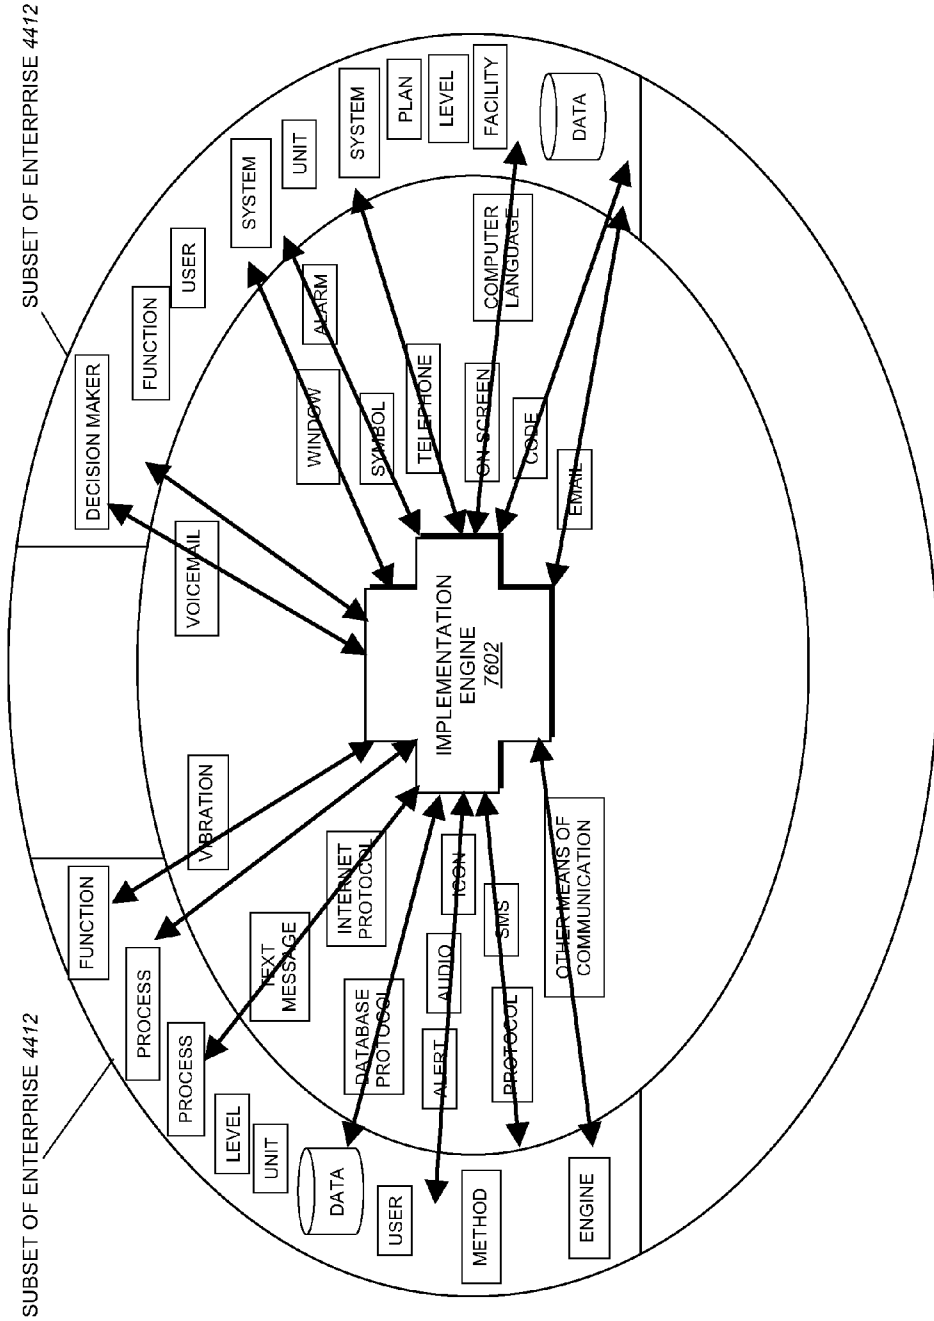 SUBSET OF ENTERPRISE 4412
SUBSET OF ENTERPRISE 4412
FUNCTION
PROCESS
PROCESS
LEVEL
UNIT
DATA
USER
METHOD
ENGINE
DECISION MAKER
FUNCTION
USER
SYSTEM
UNIT
SYSTEM
PLAN
LEVEL
FACILITY
DATA
VIBRATION
VOICEMAIL
TEXT
MESSAGE
INTERNET
PROTOCOL
DATABASE
PROTOCOL
ALERT
AUDIO
ICON
PROTOCOL
SMS
OTHER MEANS OF
COMMUNICATION
IMPLEMENTATION
ENGINE
7602
WINDOW
ALARM
SYMBOL
TELEPHONE
ON SCREEN
COMPUTER
LANGUAGE
CODE
EMAIL